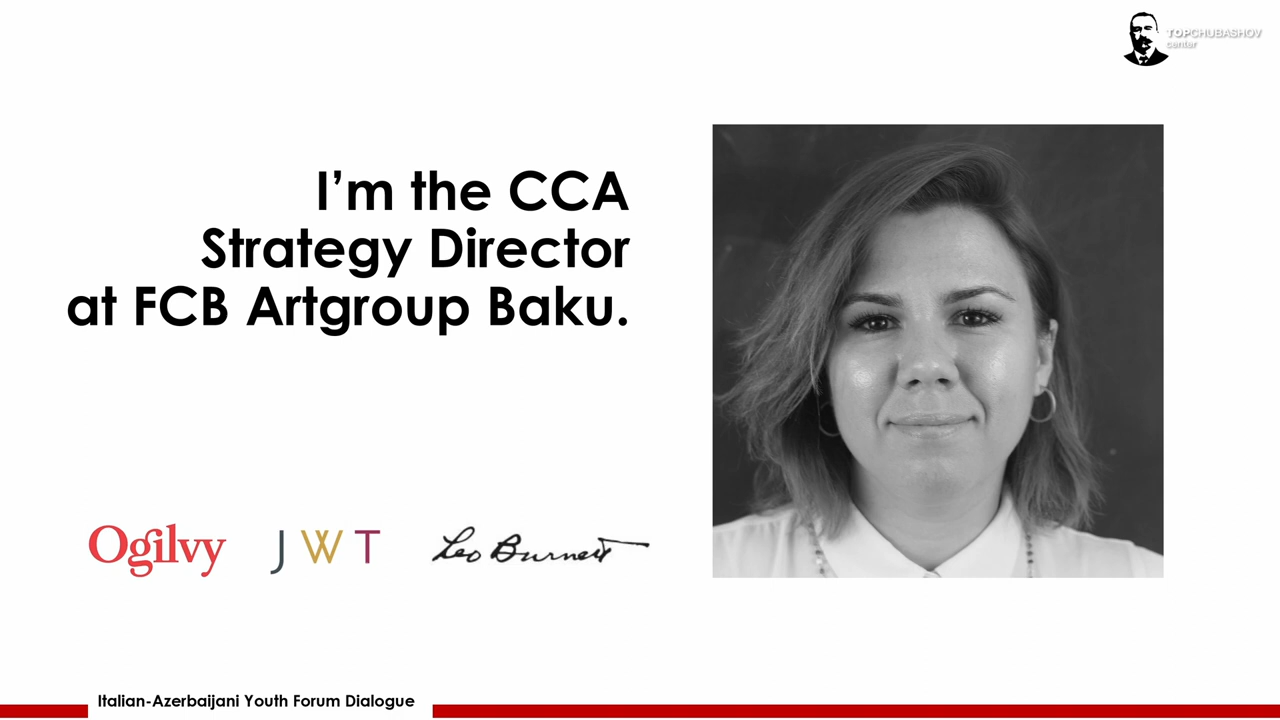 TOPCHUBASHOV
center
I’m the CCA
Strategy Director
at FCB Artgroup Baku.
Ogilvy JWT Leo Burnett
Italian-Azerbaijani Youth Forum Dialogue